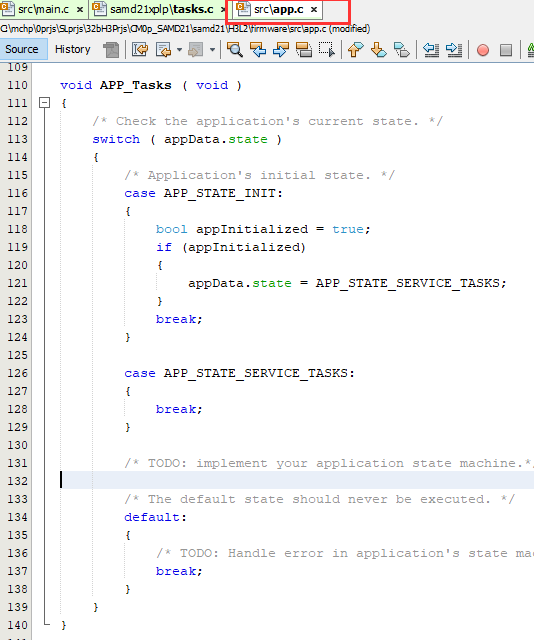 src\main.c × samd21xplp\tasks.c × src\app.c ×
C:\mchp\0prjs\SLprjs\32bH3Prjs\CM0p_SAMD21\samd21\H3L2\firmware\src\app.c (modified)
Source History
109
110 void APP_Tasks ( void )
111 {
112 /* Check the application's current state. */
113 switch ( appData.state )
114 {
115 /* Application's initial state. */
116 case APP_STATE_INIT:
117 {
118 bool appInitialized = true;
119 if (appInitialized)
120 {
121 appData.state = APP_STATE_SERVICE_TASKS;
122 }
123 break;
124 }
125
126 case APP_STATE_SERVICE_TASKS:
127 {
128 break;
129 }
130
131 /* TODO: implement your application state machine.*/
132
133 /* The default state should never be executed. */
134 default:
135 {
136 /* TODO: Handle error in application's state mac
137 break;
138 }
139 }
140 }